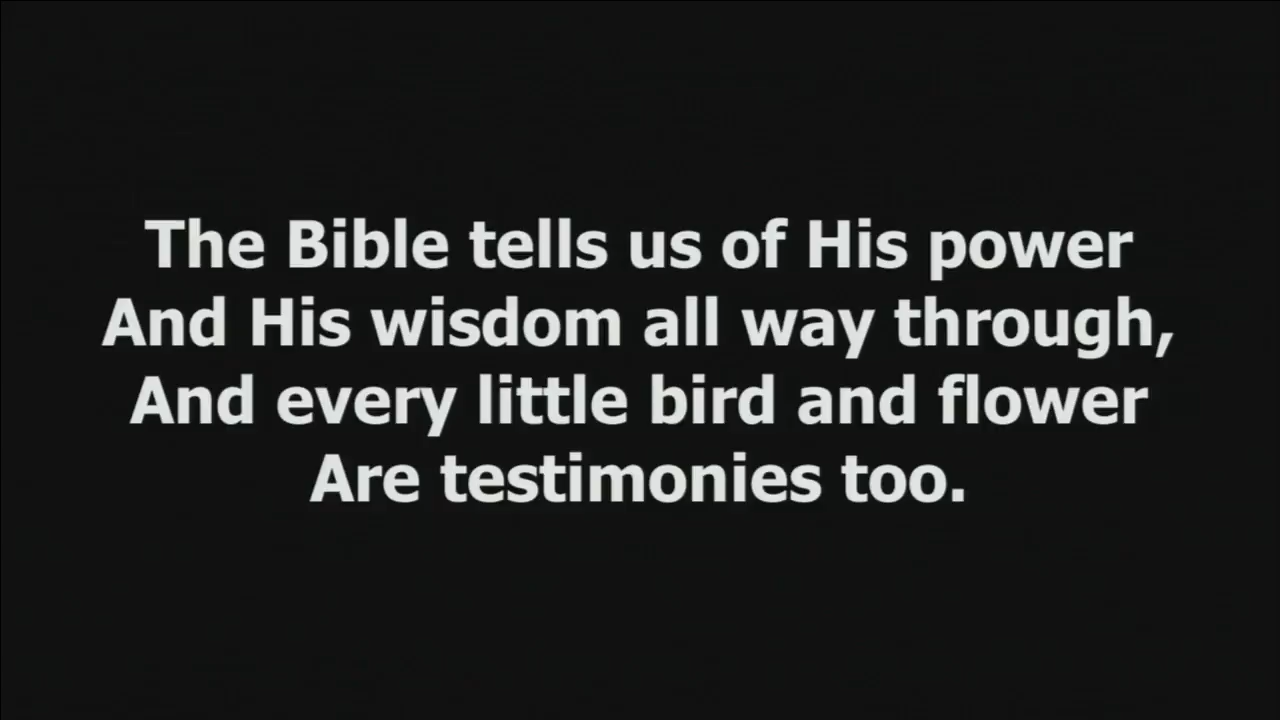 The Bible tells us of His power
And His wisdom all way through,
And every little bird and flower
Are testimonies too.